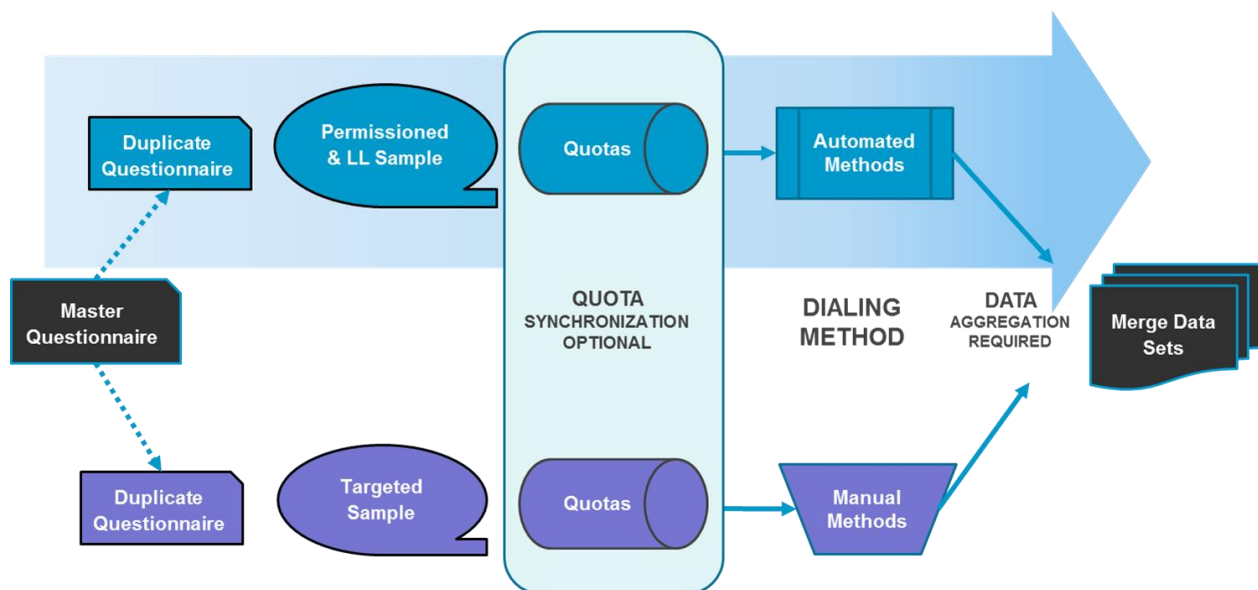 Duplicate
Questionnaire
Permissioned
& LL Sample
Quotas
Automated
Methods
Master
Questionnaire
QUOTA
SYNCHRONIZATION
OPTIONAL
DIALING
METHOD
DATA
AGGREGATION
REQUIRED
Merge Data
Sets
Duplicate
Questionnaire
Targeted
Sample
Quotas
Manual
Methods